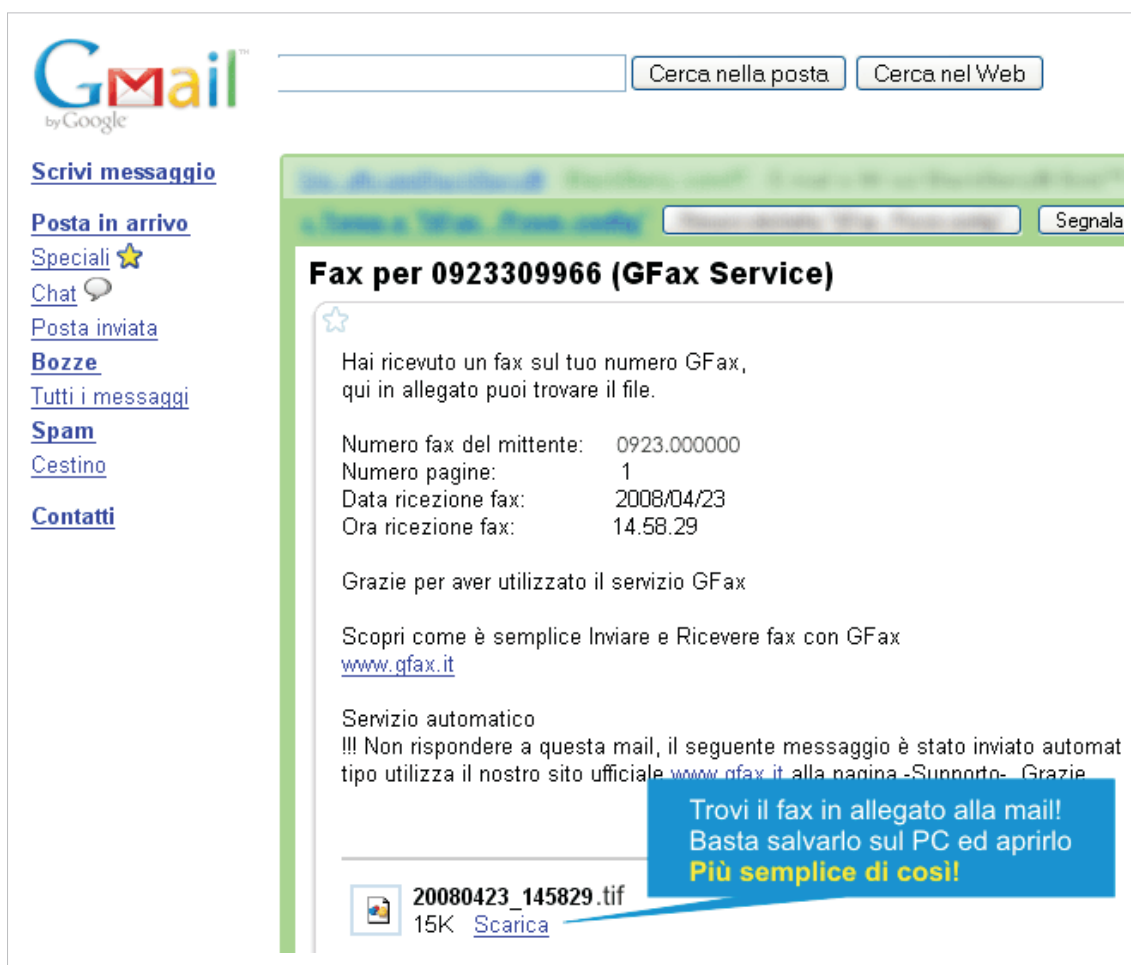 Gmail™
by Google
Cerca nella posta
Cerca nel Web
Scrivi messaggio
Posta in arrivo
Speciali
Chat
Posta inviata
Bozze
Tutti i messaggi
Spam
Cestino
Contatti
Segnala
Fax per 0923309966 (GFax Service)
Hai ricevuto un fax sul tuo numero GFax,
qui in allegato puoi trovare il file.
Numero fax del mittente: 0923.000000
Numero pagine: 1
Data ricezione fax: 2008/04/23
Ora ricezione fax: 14.58.29
Grazie per aver utilizzato il servizio GFax
Scopri come è semplice Inviare e Ricevere fax con GFax
www.gfax.it
Servizio automatico
!!! Non rispondere a questa mail, il seguente messaggio è stato inviato automat
tipo utilizza il nostro sito ufficiale www.gfax.it alla pagina -Supporto-. Grazie
Trovi il fax in allegato alla mail!
Basta salvarlo sul PC ed aprirlo
Più semplice di così!
20080423_145829.tif
15K Scarica